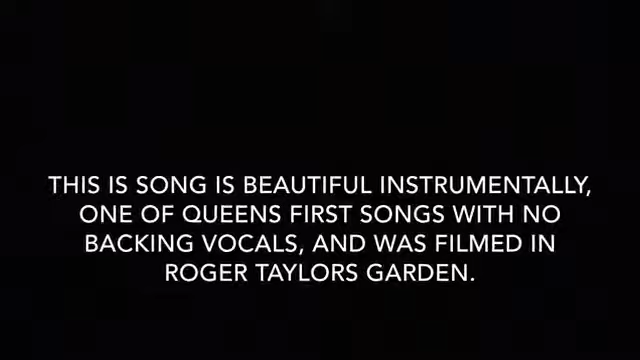 THIS IS SONG IS BEAUTIFUL INSTRUMENTALLY,
ONE OF QUEENS FIRST SONGS WITH NO
BACKING VOCALS, AND WAS FILMED IN
ROGER TAYLORS GARDEN.